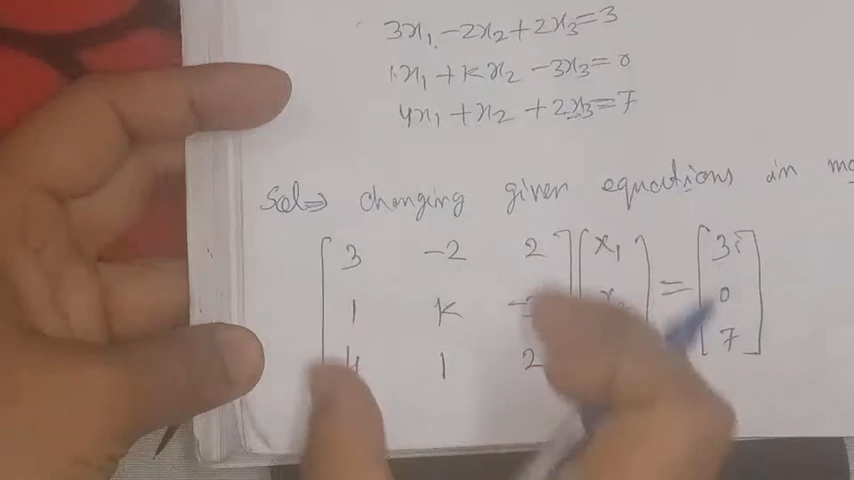 3x₁ - 2x₂ + 2x₃ = 3
1x₁ + Kx₂ - 3x₃ = 0
4x₁ + x₂ + 2x₃ = 7
Sol ⇒ changing given equations in
3 -2 2 x₁ = 3
1 K 0
4 1 2 7